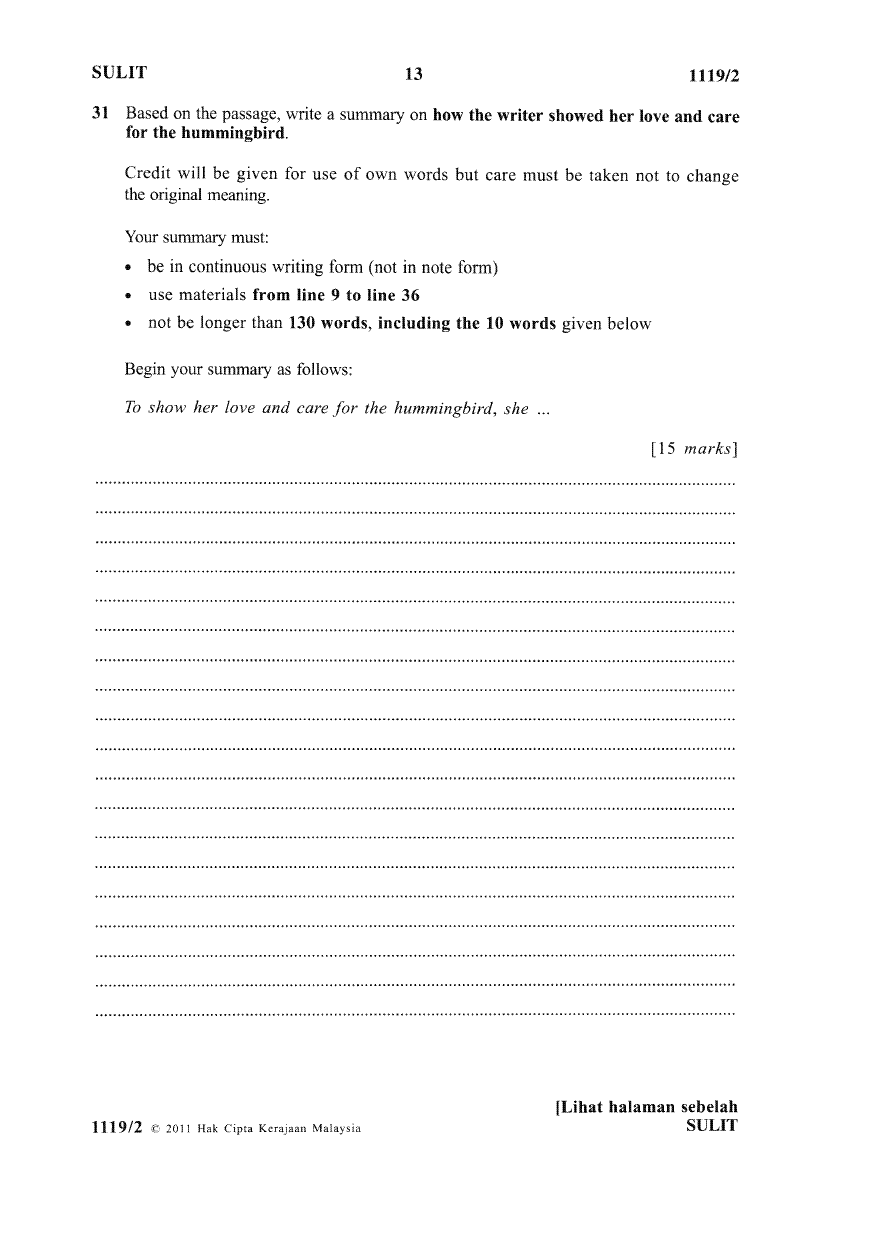 SULIT 13 1119/2
31 Based on the passage, write a summary on how the writer showed her love and care
for the hummingbird.
Credit will be given for use of own words but care must be taken not to change
the original meaning.
Your summary must:
• be in continuous writing form (not in note form)
• use materials from line 9 to line 36
• not be longer than 130 words, including the 10 words given below
Begin your summary as follows:
To show her love and care for the hummingbird, she ...
[15 marks]
[Lihat halaman sebelah
1119/2 © 2011 Hak Cipta Kerajaan Malaysia SULIT